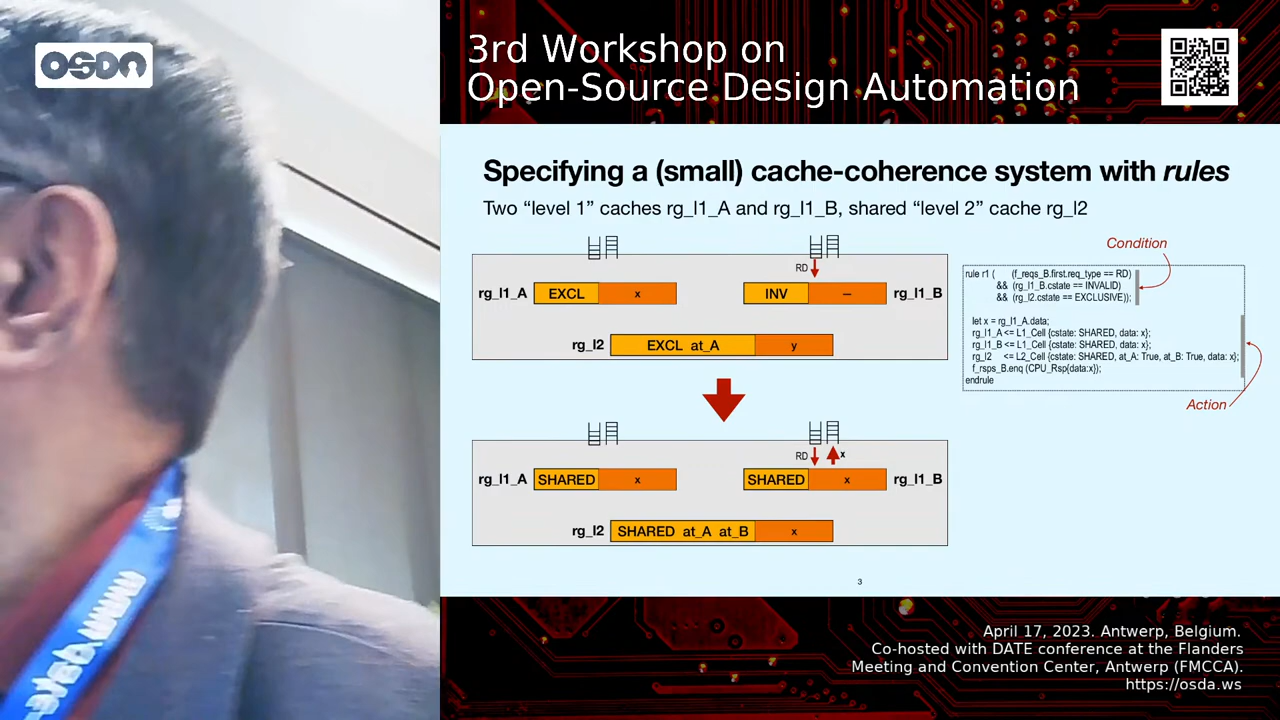 OSDA
3rd Workshop on
Open-Source Design Automation
Specifying a (small) cache-coherence system with rules
Two “level 1” caches rg_l1_A and rg_l1_B, shared “level 2” cache rg_l2
RD
rg_l1_A EXCL x INV – rg_l1_B
rg_l2 EXCL at_A y
RD x
rg_l1_A SHARED x SHARED x rg_l1_B
rg_l2 SHARED at_A at_B x
Condition
rule r1 ( (f_reqs_B.first.req_type == RD)
&& (rg_l1_B.cstate == INVALID)
&& (rg_l2.cstate == EXCLUSIVE));
let x = rg_l1_A.data;
rg_l1_A <= L1_Cell {cstate: SHARED, data: x};
rg_l1_B <= L1_Cell {cstate: SHARED, data: x};
rg_l2 <= L2_Cell {cstate: SHARED, at_A: True, at_B: True, data: x};
f_rsps_B.enq (CPU_Rsp{data:x});
endrule
Action
3
April 17, 2023. Antwerp, Belgium.
Co-hosted with DATE conference at the Flanders
Meeting and Convention Center, Antwerp (FMCCA).
https://osda.ws